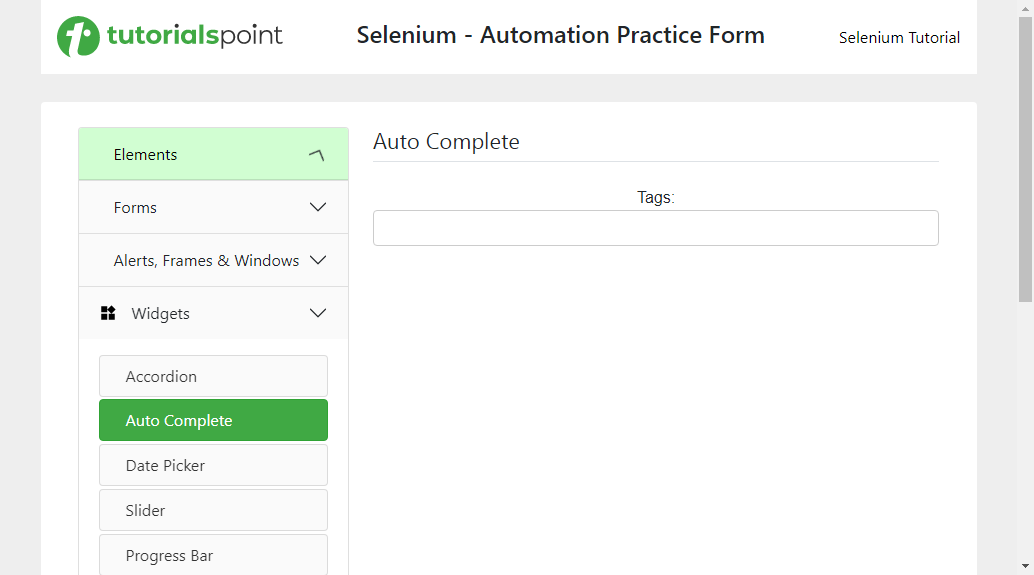 tutorialspoint
Selenium - Automation Practice Form
Selenium Tutorial
Elements
Forms
Alerts, Frames & Windows
Widgets
Accordion
Auto Complete
Date Picker
Slider
Progress Bar
Auto Complete
Tags: